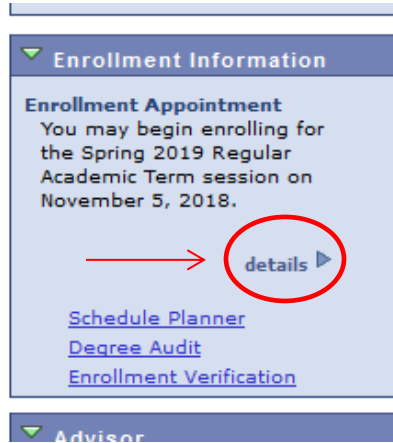 Enrollment Information
Enrollment Appointment
You may begin enrolling for
the Spring 2019 Regular
Academic Term session on
November 5, 2018.
details
Schedule Planner
Degree Audit
Enrollment Verification
Advisor